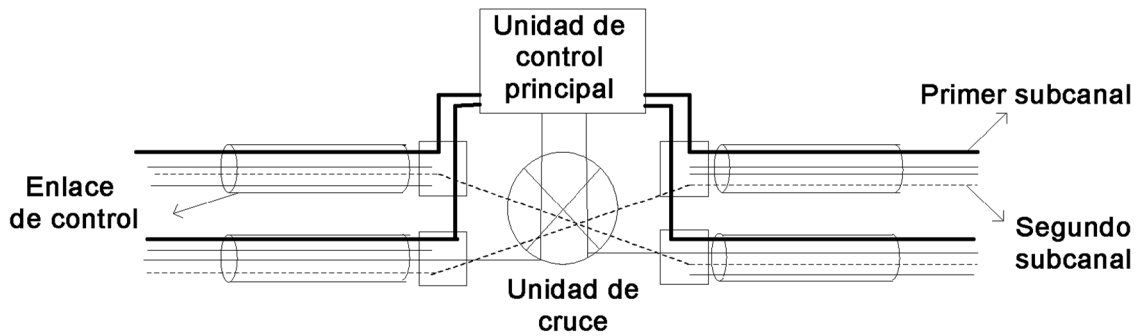 Unidad de
control
principal
Primer subcanal
Enlace
de control
Segundo
subcanal
Unidad de
cruce